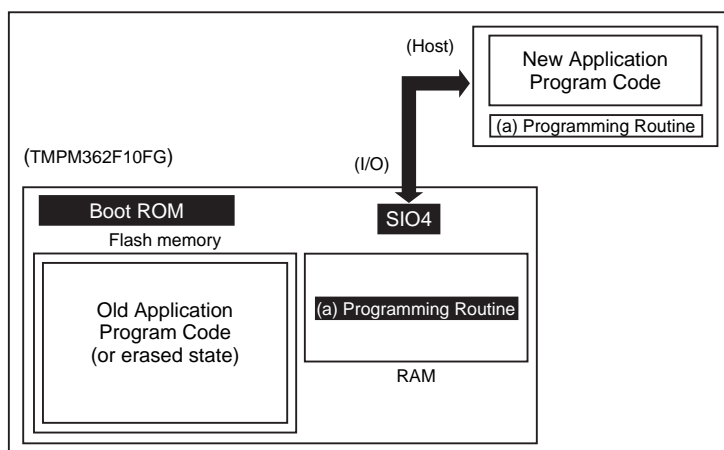 (Host)
New Application
Program Code
(a) Programming Routine
(TMPM362F10FG)
(I/O)
Boot ROM
SIO4
Flash memory
Old Application
Program Code
(or erased state)
(a) Programming Routine
RAM